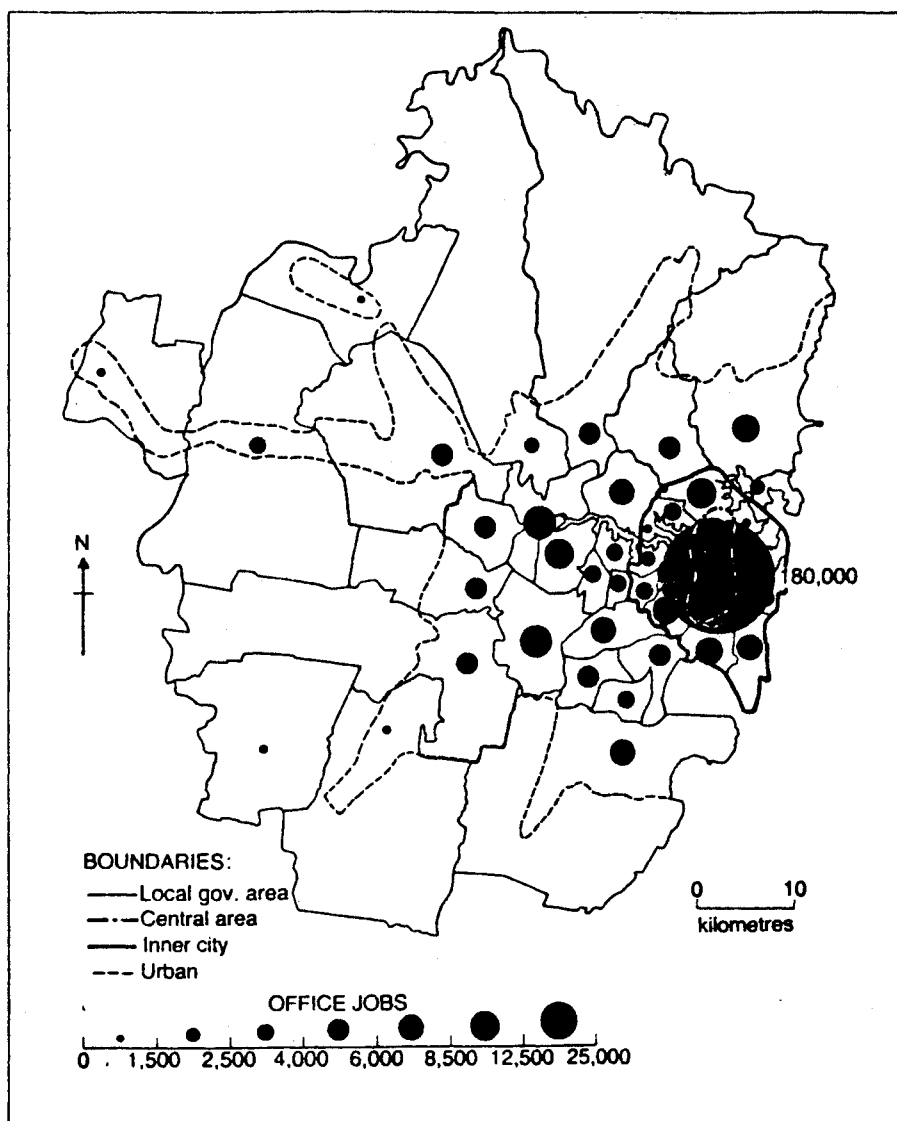 N
80,000
BOUNDARIES:
Local gov. area
Central area
Inner city
Urban
0 10
kilometres
OFFICE JOBS
0 1,500 2,500 4,000 6,000 8,500 12,500 25,000